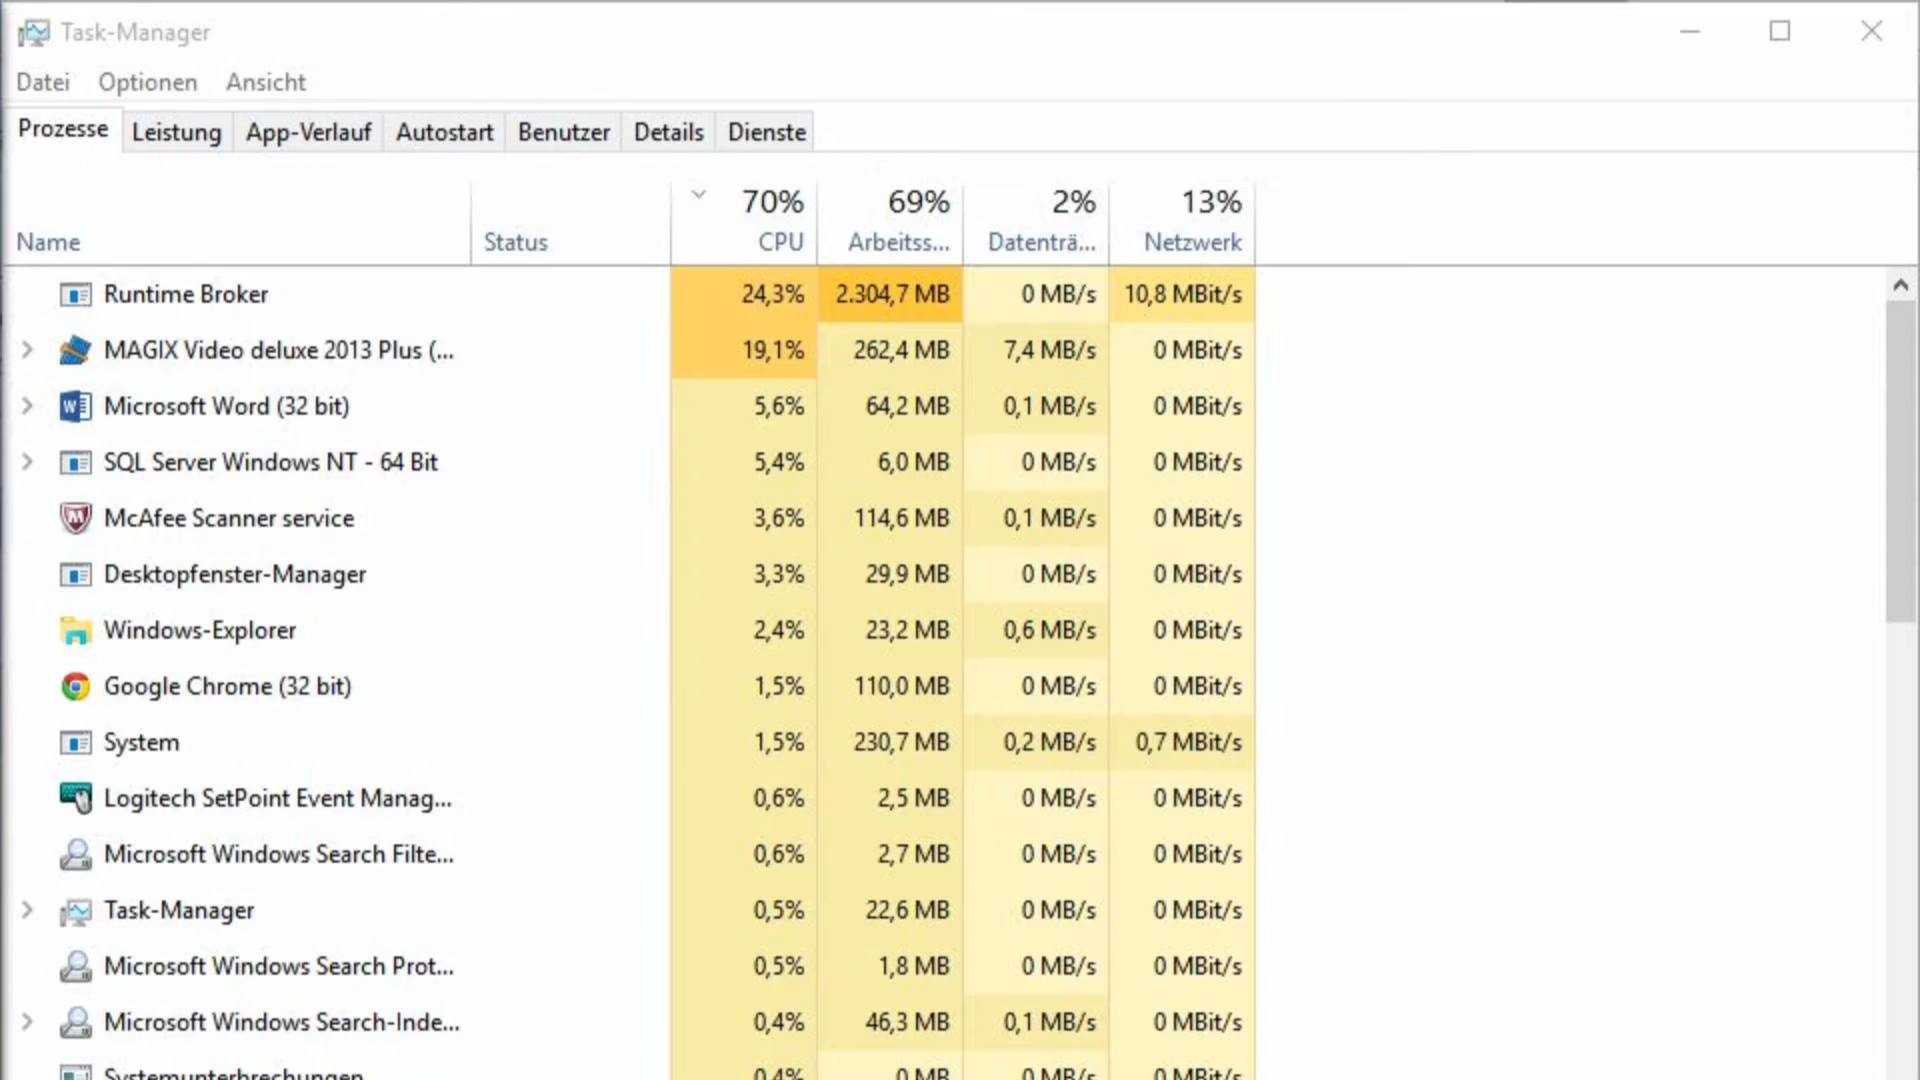 Task-Manager
Datei Optionen Ansicht
Prozesse Leistung App-Verlauf Autostart Benutzer Details Dienste
70% 69% 2% 13%
Name Status CPU Arbeitss... Datenträ... Netzwerk
Runtime Broker 24,3% 2.304,7 MB 0 MB/s 10,8 MBit/s
MAGIX Video deluxe 2013 Plus (... 19,1% 262,4 MB 7,4 MB/s 0 MBit/s
Microsoft Word (32 bit) 5,6% 64,2 MB 0,1 MB/s 0 MBit/s
SQL Server Windows NT - 64 Bit 5,4% 6,0 MB 0 MB/s 0 MBit/s
McAfee Scanner service 3,6% 114,6 MB 0,1 MB/s 0 MBit/s
Desktopfenster-Manager 3,3% 29,9 MB 0 MB/s 0 MBit/s
Windows-Explorer 2,4% 23,2 MB 0,6 MB/s 0 MBit/s
Google Chrome (32 bit) 1,5% 110,0 MB 0 MB/s 0 MBit/s
System 1,5% 230,7 MB 0,2 MB/s 0,7 MBit/s
Logitech SetPoint Event Manag... 0,6% 2,5 MB 0 MB/s 0 MBit/s
Microsoft Windows Search Filte... 0,6% 2,7 MB 0 MB/s 0 MBit/s
Task-Manager 0,5% 22,6 MB 0 MB/s 0 MBit/s
Microsoft Windows Search Prot... 0,5% 1,8 MB 0 MB/s 0 MBit/s
Microsoft Windows Search-Inde... 0,4% 46,3 MB 0,1 MB/s 0 MBit/s
Systemunterbrechungen 0,4% 0 MB 0 MB/s 0 MBit/s